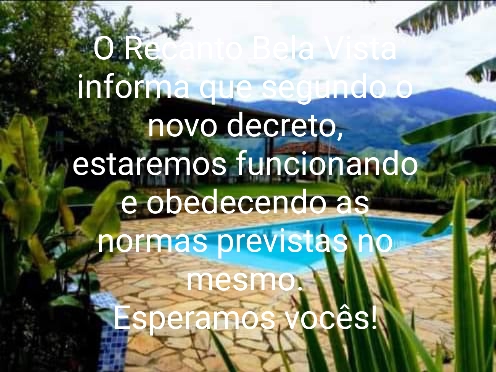 O Recanto Bela Vista
informa que segundo o
novo decreto,
estaremos funcionando
e obedecendo as
normas previstas no
mesmo.
Esperamos vocês!